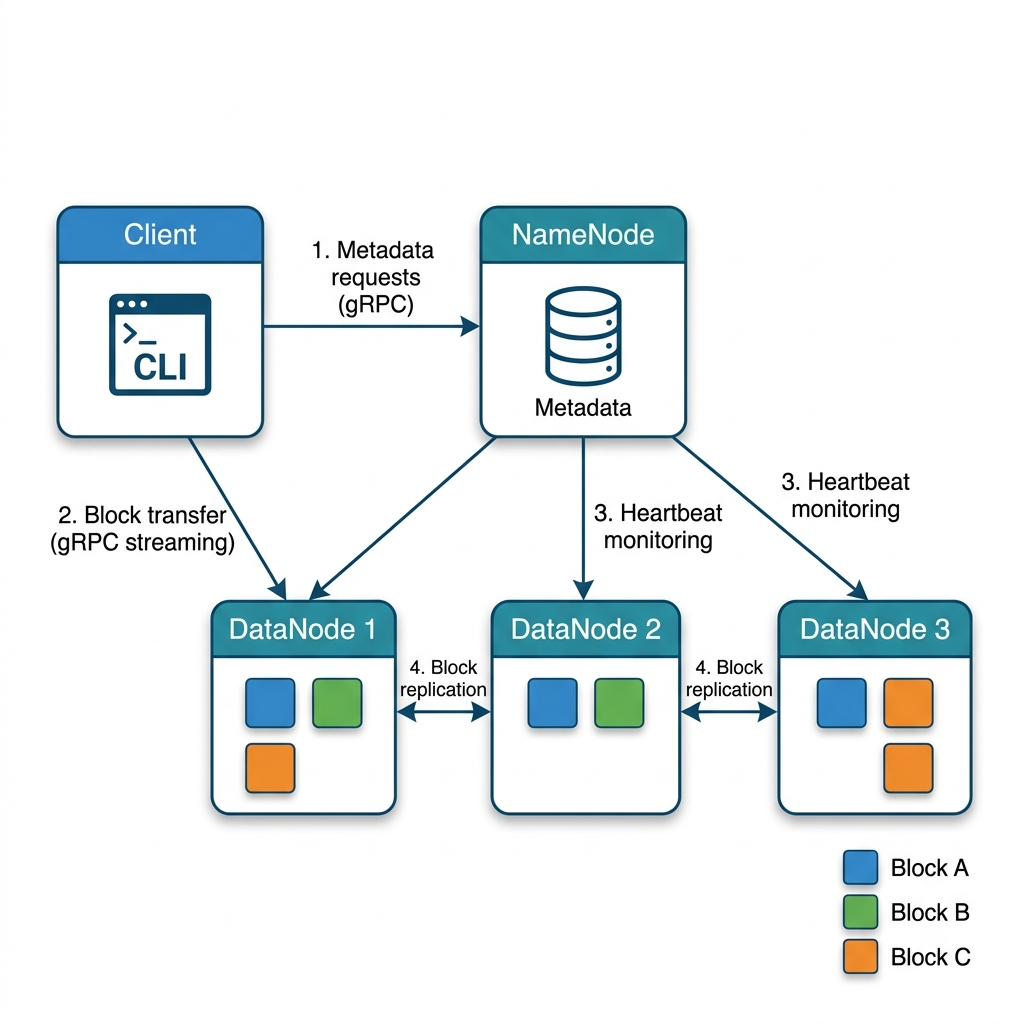 Client
1. Metadata
requests
(gRPC)
NameNode
>_
CLI
Metadata
2. Block transfer
(gRPC streaming)
3. Heartbeat
monitoring
3. Heartbeat
monitoring
DataNode 1
4. Block
replication
DataNode 2
4. Block
replication
DataNode 3
Block A
Block B
Block C